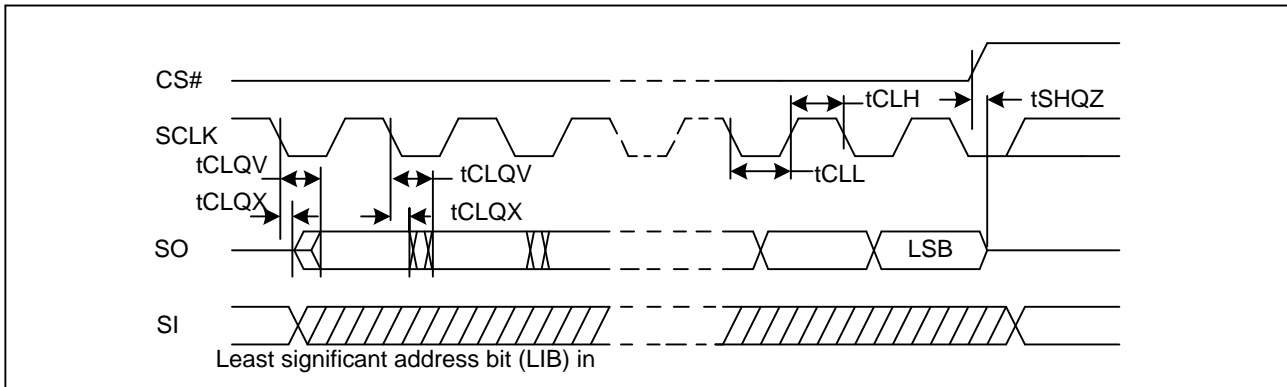 CS#
tCLH
tSHQZ
SCLK
tCLQV
tCLQV
tCLL
tCLQX
tCLQX
SO
LSB
SI
Least significant address bit (LIB) in